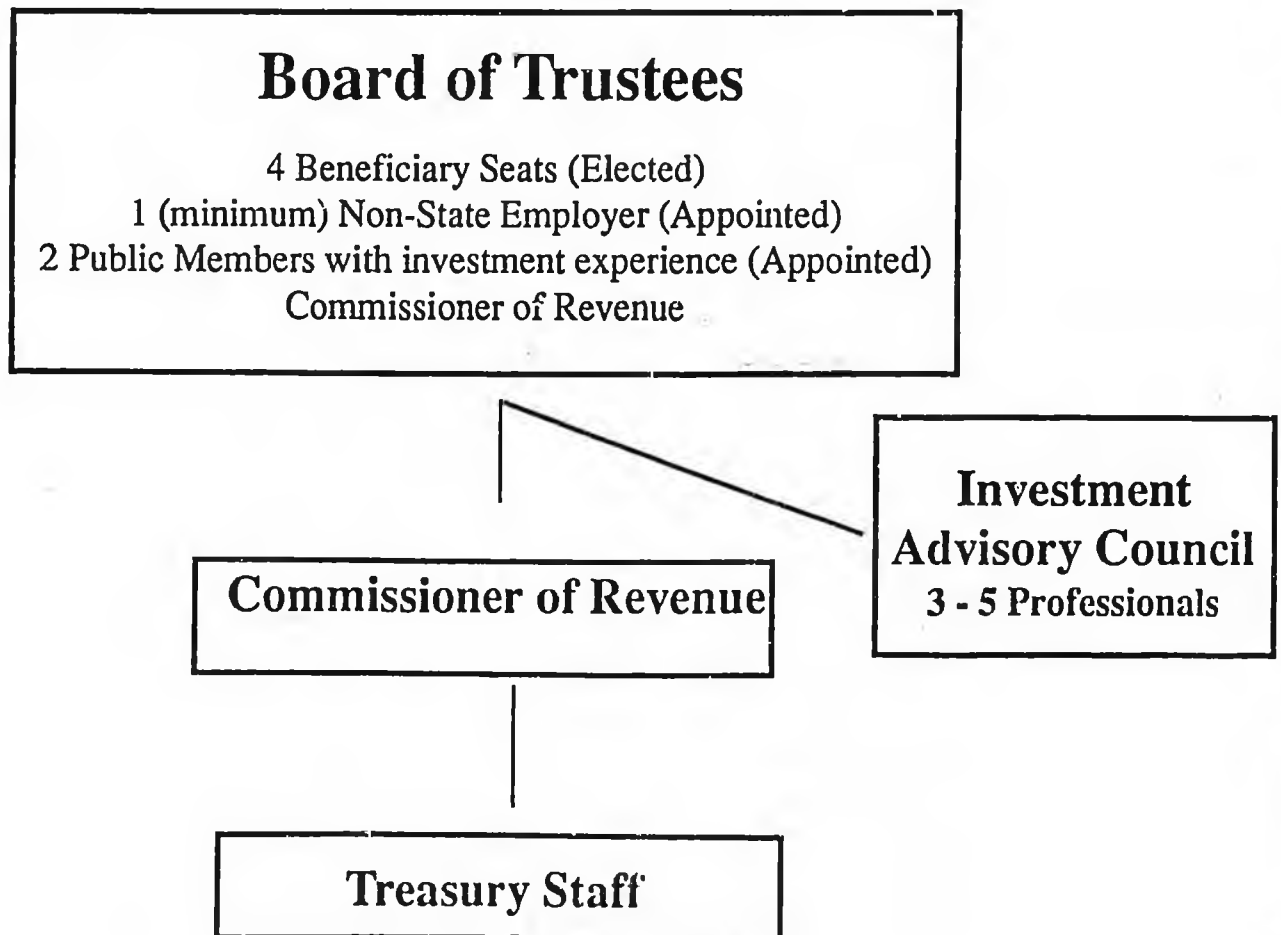 Board of Trustees
4 Beneficiary Seats (Elected)
1 (minimum) Non-State Employer (Appointed)
2 Public Members with investment experience (Appointed)
Commissioner of Revenue
Investment
Advisory Council
3 - 5 Professionals
Commissioner of Revenue
Treasury Staff